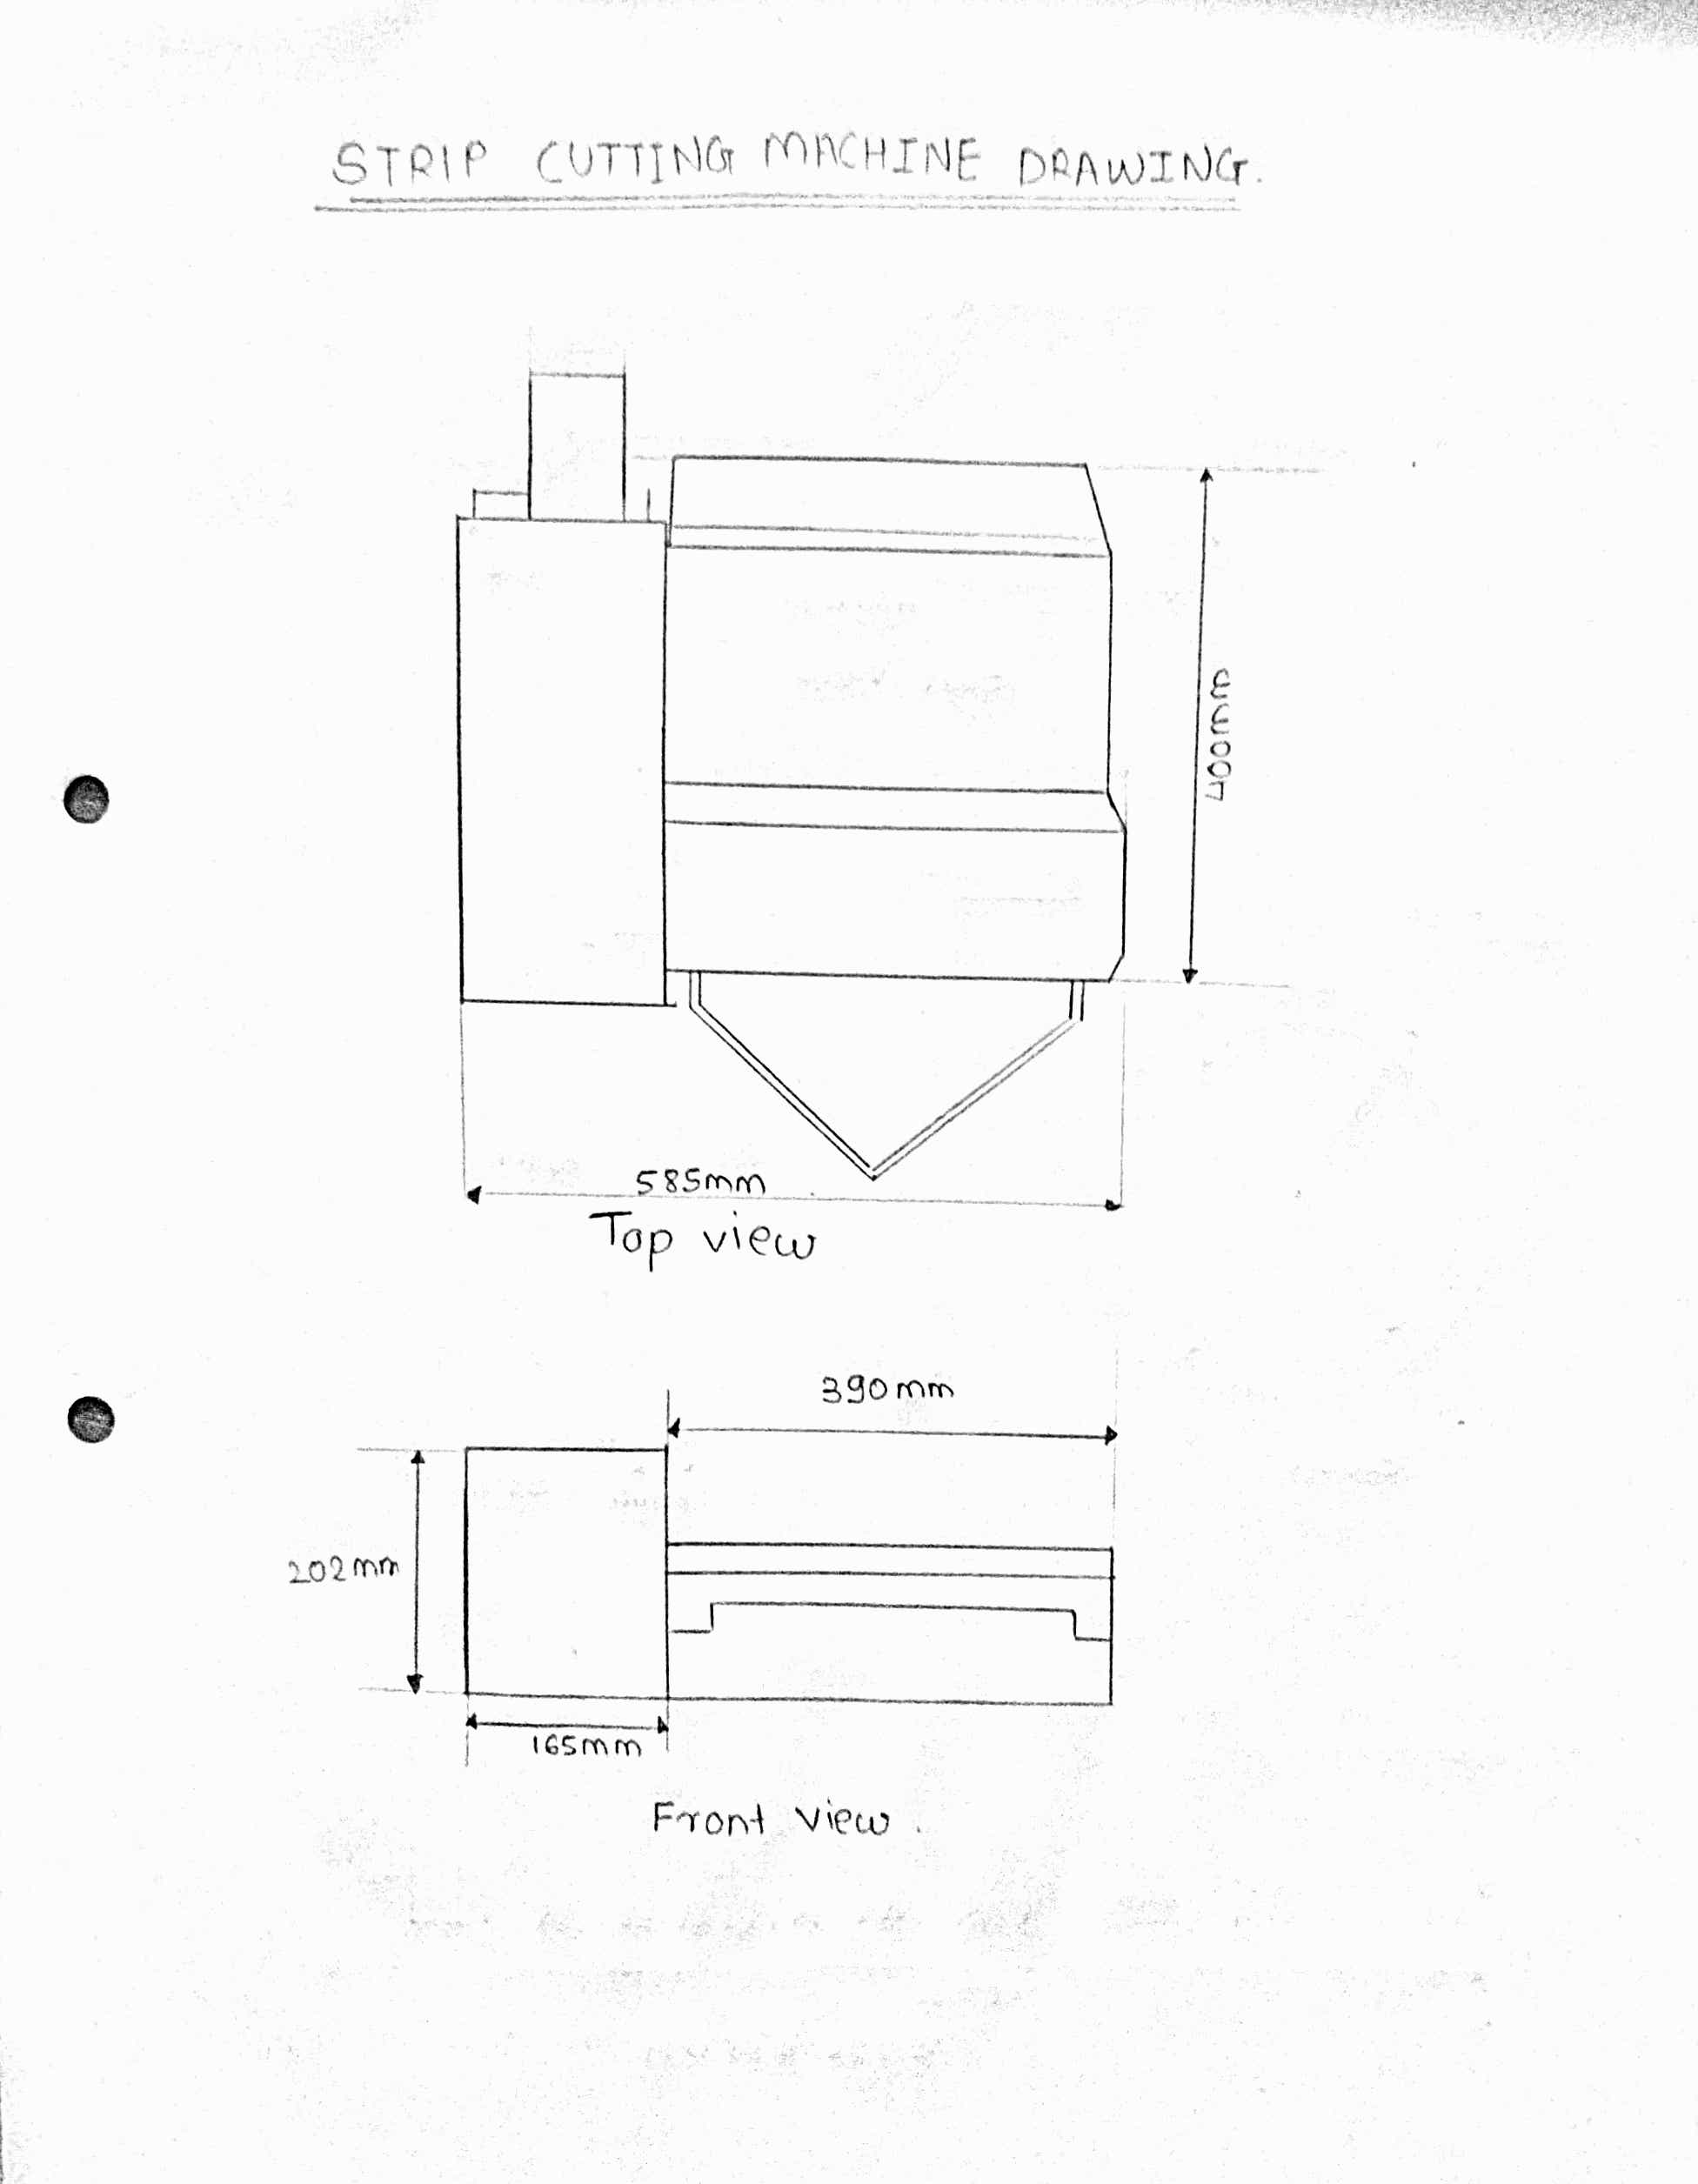 STRIP CUTTING MACHINE DRAWING.
400mm
585mm
Top view
390mm
202mm
165mm
Front view.